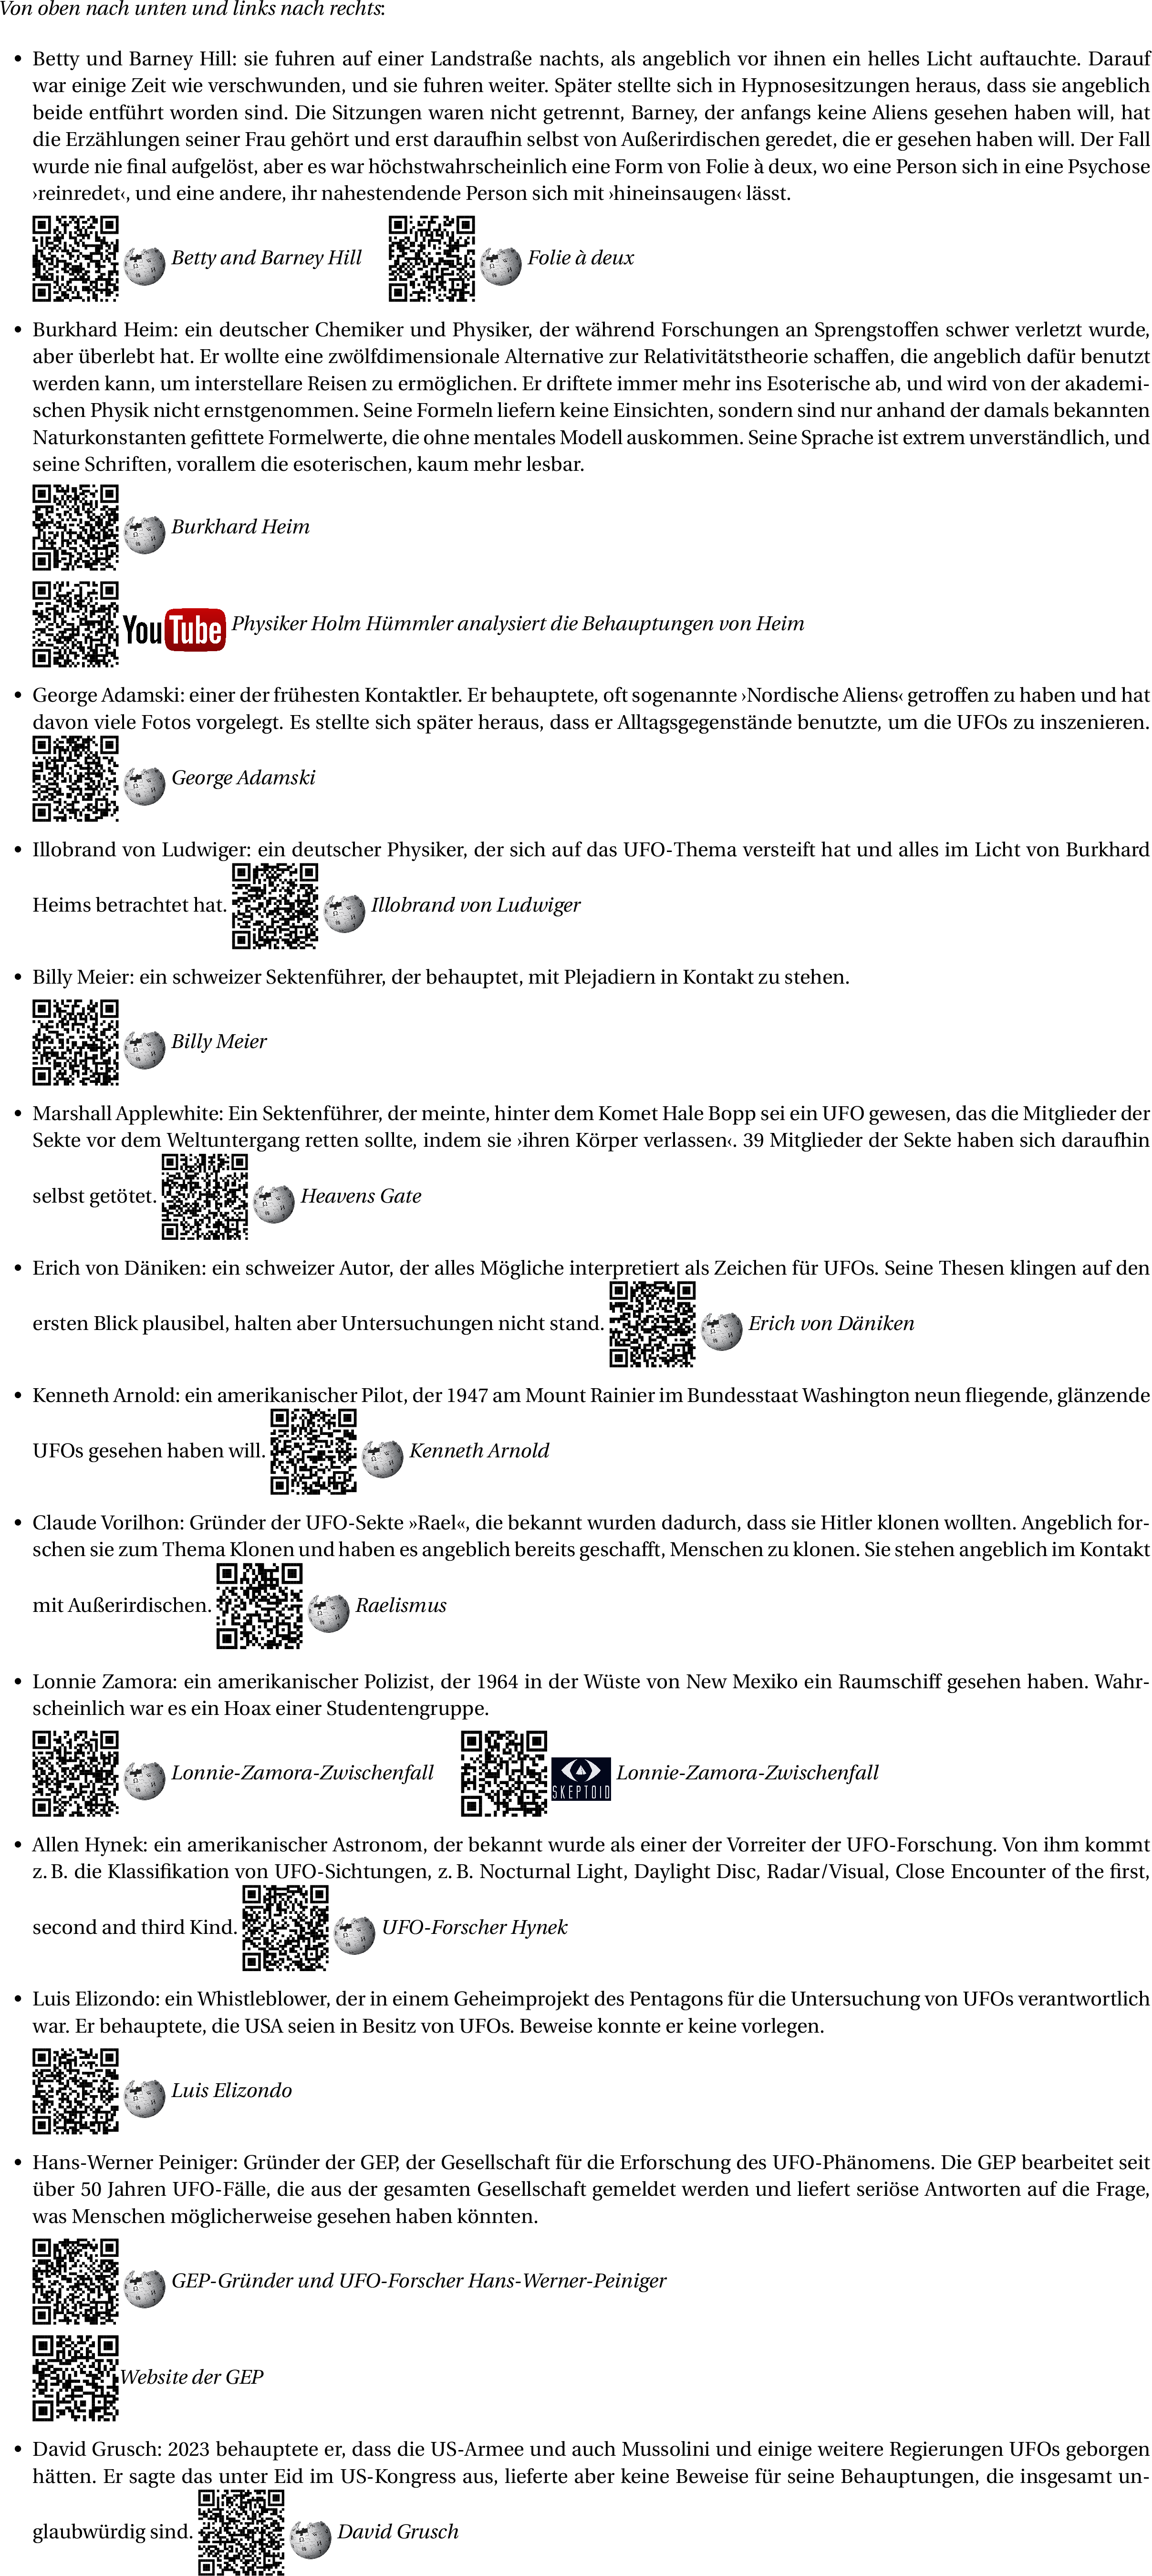 Von oben nach unten und links nach rechts:
• Betty und Barney Hill: sie fuhren auf einer Landstraße nachts, als angeblich vor ihnen ein helles Licht auftauchte. Darauf
war einige Zeit wie verschwunden, und sie fuhren weiter. Später stellte sich in Hypnosesitzungen heraus, dass sie angeblich
beide entführt worden sind. Die Sitzungen waren nicht getrennt, Barney, der anfangs keine Aliens gesehen haben will, hat
die Erzählungen seiner Frau gehört und erst daraufhin selbst von Außerirdischen geredet, die er gesehen haben will. Der Fall
wurde nie final aufgelöst, aber es war höchstwahrscheinlich eine Form von Folie à deux, wo eine Person sich in eine Psychose
›reinredet‹, und eine andere, ihr nahestendende Person sich mit ›hineinsaugen‹ lässt.
Betty and Barney Hill Folie à deux
• Burkhard Heim: ein deutscher Chemiker und Physiker, der während Forschungen an Sprengstoffen schwer verletzt wurde,
aber überlebt hat. Er wollte eine zwölfdimensionale Alternative zur Relativitätstheorie schaffen, die angeblich dafür benutzt
werden kann, um interstellare Reisen zu ermöglichen. Er driftete immer mehr ins Esoterische ab, und wird von der akademi-
schen Physik nicht ernstgenommen. Seine Formeln liefern keine Einsichten, sondern sind nur anhand der damals bekannten
Naturkonstanten gefittete Formelwerte, die ohne mentales Modell auskommen. Seine Sprache ist extrem unverständlich, und
seine Schriften, vorallem die esoterischen, kaum mehr lesbar.
Burkhard Heim
YouTube Physiker Holm Hümmler analysiert die Behauptungen von Heim
• George Adamski: einer der frühesten Kontaktler. Er behauptete, oft sogenannte ›Nordische Aliens‹ getroffen zu haben und hat
davon viele Fotos vorgelegt. Es stellte sich später heraus, dass er Alltagsgegenstände benutzte, um die UFOs zu inszenieren.
George Adamski
• Illobrand von Ludwiger: ein deutscher Physiker, der sich auf das UFO-Thema versteift hat und alles im Licht von Burkhard
Heims betrachtet hat. Illobrand von Ludwiger
• Billy Meier: ein schweizer Sektenführer, der behauptet, mit Plejadiern in Kontakt zu stehen.
Billy Meier
• Marshall Applewhite: Ein Sektenführer, der meinte, hinter dem Komet Hale Bopp sei ein UFO gewesen, das die Mitglieder der
Sekte vor dem Weltuntergang retten sollte, indem sie ›ihren Körper verlassen‹. 39 Mitglieder der Sekte haben sich daraufhin
selbst getötet. Heavens Gate
• Erich von Däniken: ein schweizer Autor, der alles Mögliche interpretiert als Zeichen für UFOs. Seine Thesen klingen auf den
ersten Blick plausibel, halten aber Untersuchungen nicht stand. Erich von Däniken
• Kenneth Arnold: ein amerikanischer Pilot, der 1947 am Mount Rainier im Bundesstaat Washington neun fliegende, glänzende
UFOs gesehen haben will. Kenneth Arnold
• Claude Vorilhon: Gründer der UFO-Sekte »Rael«, die bekannt wurden dadurch, dass sie Hitler klonen wollten. Angeblich for-
schen sie zum Thema Klonen und haben es angeblich bereits geschafft, Menschen zu klonen. Sie stehen angeblich im Kontakt
mit Außerirdischen. Raelismus
• Lonnie Zamora: ein amerikanischer Polizist, der 1964 in der Wüste von New Mexiko ein Raumschiff gesehen haben. Wahr-
scheinlich war es ein Hoax einer Studentengruppe.
Lonnie-Zamora-Zwischenfall SKEPTOID Lonnie-Zamora-Zwischenfall
• Allen Hynek: ein amerikanischer Astronom, der bekannt wurde als einer der Vorreiter der UFO-Forschung. Von ihm kommt
z. B. die Klassifikation von UFO-Sichtungen, z. B. Nocturnal Light, Daylight Disc, Radar/Visual, Close Encounter of the first,
second and third Kind. UFO-Forscher Hynek
• Luis Elizondo: ein Whistleblower, der in einem Geheimprojekt des Pentagons für die Untersuchung von UFOs verantwortlich
war. Er behauptete, die USA seien in Besitz von UFOs. Beweise konnte er keine vorlegen.
Luis Elizondo
• Hans-Werner Peiniger: Gründer der GEP, der Gesellschaft für die Erforschung des UFO-Phänomens. Die GEP bearbeitet seit
über 50 Jahren UFO-Fälle, die aus der gesamten Gesellschaft gemeldet werden und liefert seriöse Antworten auf die Frage,
was Menschen möglicherweise gesehen haben könnten.
GEP-Gründer und UFO-Forscher Hans-Werner-Peiniger
Website der GEP
• David Grusch: 2023 behauptete er, dass die US-Armee und auch Mussolini und einige weitere Regierungen UFOs geborgen
hätten. Er sagte das unter Eid im US-Kongress aus, lieferte aber keine Beweise für seine Behauptungen, die insgesamt un-
glaubwürdig sind. David Grusch